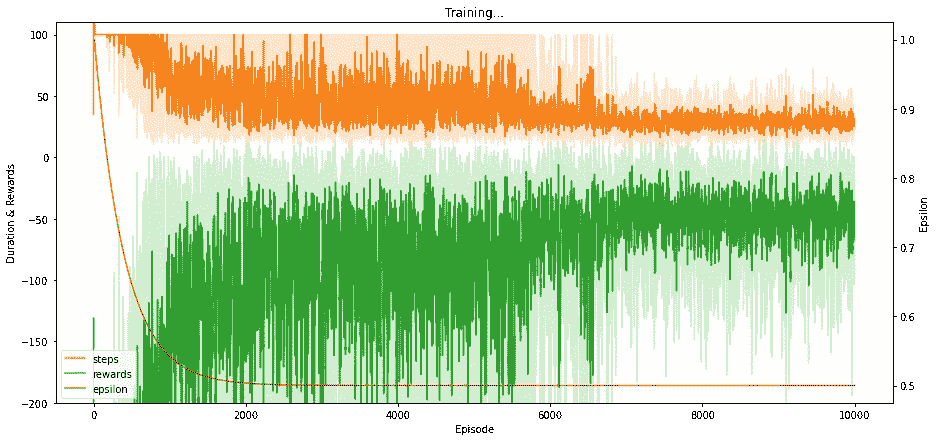 Training...
100
50
0
−50
−100
−150
−200
Duration & Rewards
1.0
0.9
0.8
0.7
0.6
0.5
Epsilon
steps
rewards
epsilon
0
2000
4000
6000
8000
10000
Episode